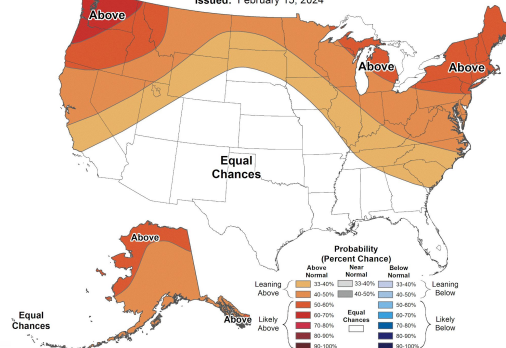 Issued: February 15, 2024
Above
Above
Above
Equal
Chances
Above
Above
Equal
Chances
Probability
(Percent Chance)
Above
Normal
Near
Normal
Below
Normal
Leaning
Above
33-40%
33-40%
33-40%
Leaning
Below
40-50%
40-50%
40-50%
50-60%
50-60%
Likely
Above
60-70%
Equal
Chances
60-70%
Likely
Below
70-80%
70-80%
80-90%
80-90%
90-100%
90-100%